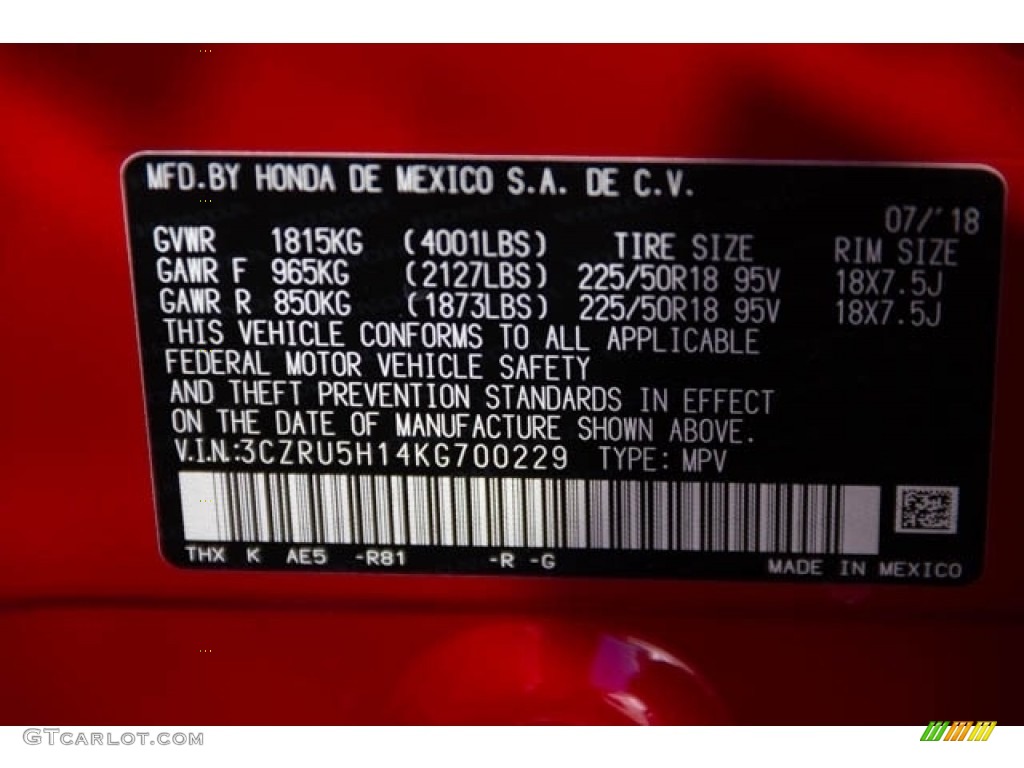 MFD.BY HONDA DE MEXICO S.A. DE C.V.
07/'18
GVWR 1815KG (4001LBS) TIRE SIZE RIM SIZE
GAWR F 965KG (2127LBS) 225/50R18 95V 18X7.5J
GAWR R 850KG (1873LBS) 225/50R18 95V 18X7.5J
THIS VEHICLE CONFORMS TO ALL APPLICABLE
FEDERAL MOTOR VEHICLE SAFETY
AND THEFT PREVENTION STANDARDS IN EFFECT
ON THE DATE OF MANUFACTURE SHOWN ABOVE.
V.I.N.:3CZRU5H14KG700229 TYPE: MPV
THX K AE5 -R81 -R -G
MADE IN MEXICO
GTCARLOT.COM